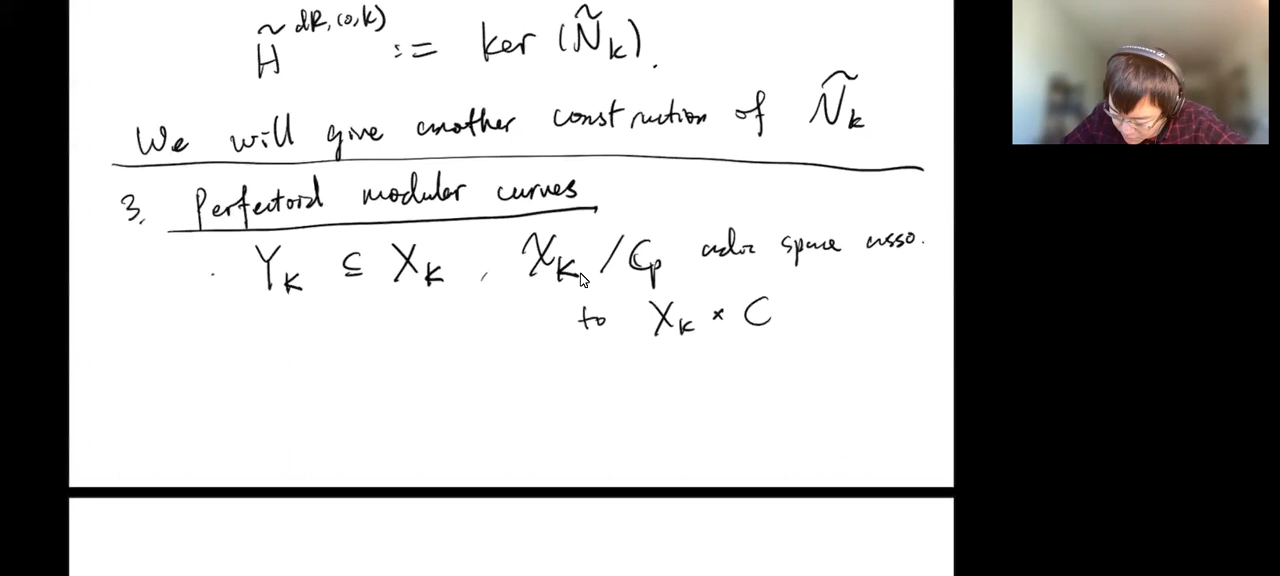 H̃^{dR,(0,k)} := ker (Ñ_k).
We will give another construction of Ñ_k
3. Perfectoid modular curves
· Y_K ⊆ X_K , 𝒳_K / C_p adic space asso.
to X_K × C